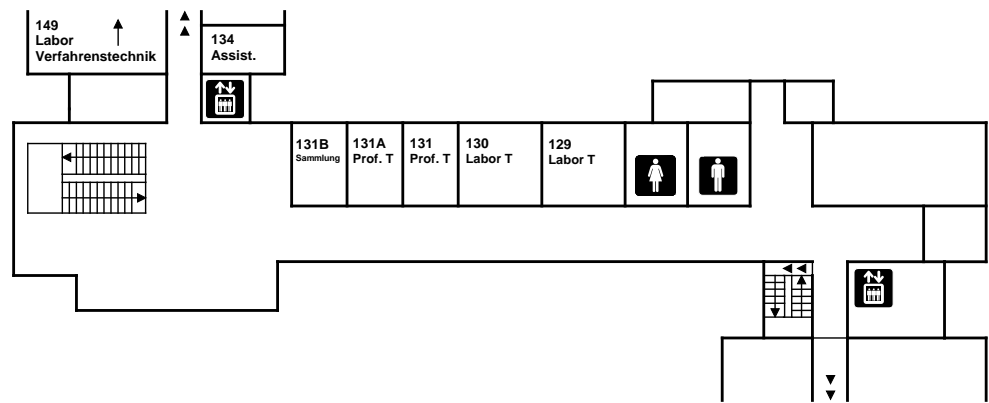 149
Labor
Verfahrenstechnik
134
Assist.
131B
Sammlung
131A
Prof. T
131
Prof. T
130
Labor T
129
Labor T